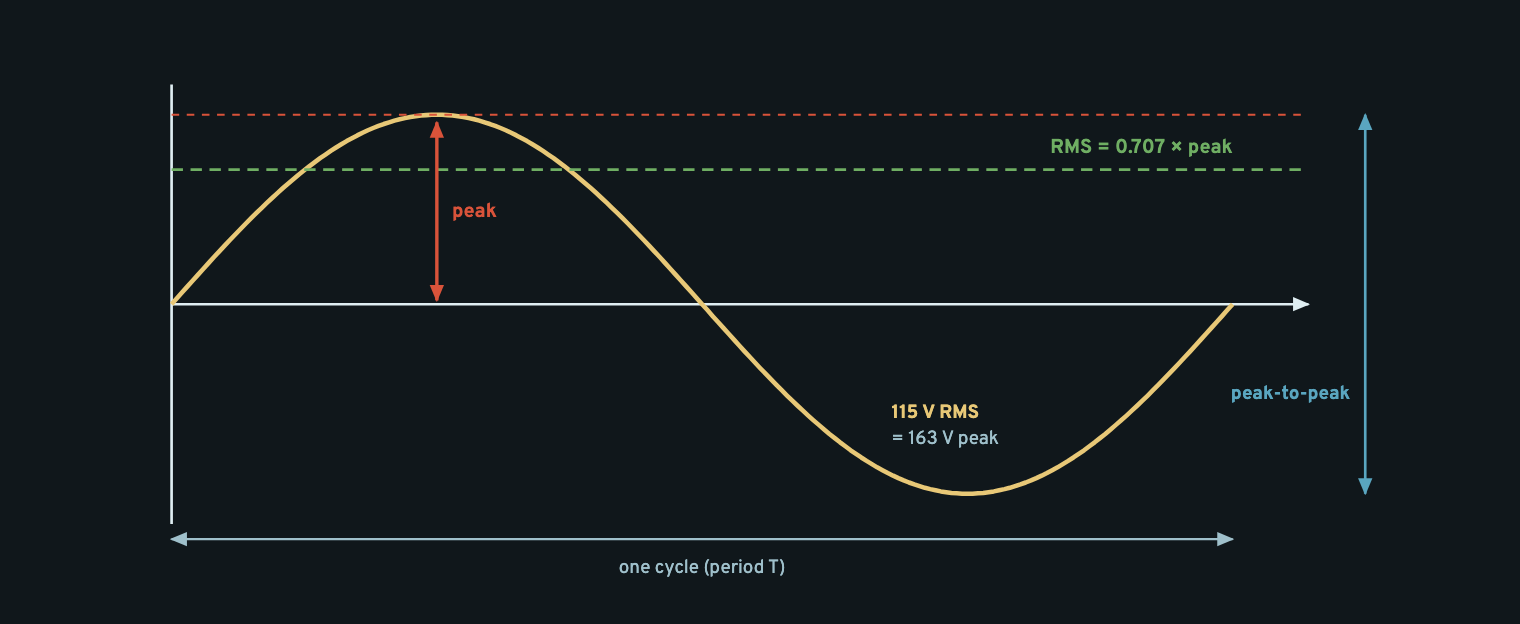 RMS = 0.707 × peak
peak
peak-to-peak
115 V RMS
= 163 V peak
one cycle (period T)